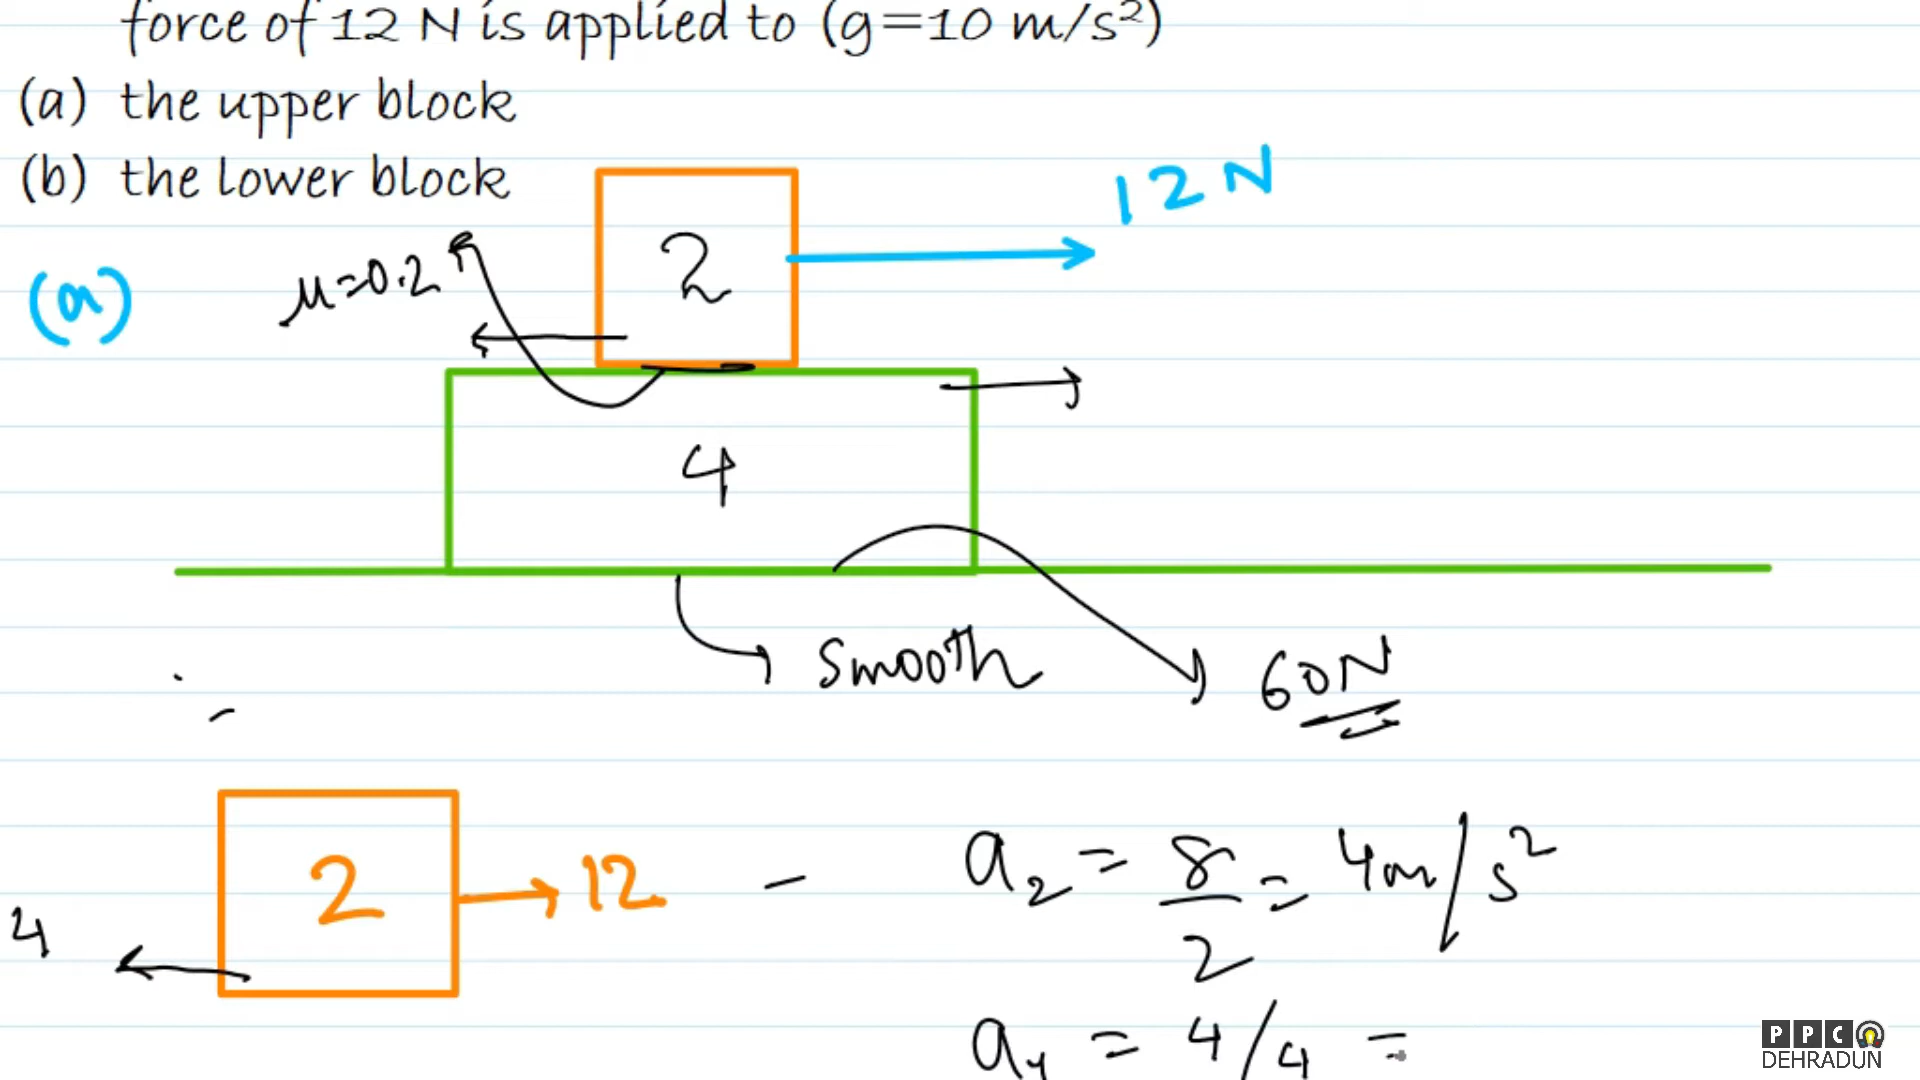 force of 12 N is applied to (g=10 m/s²)
(a) the upper block
(b) the lower block
12 N
(a)
μ=0.2
2
4
smooth
60N
2
12
4
a₂ = 8/2 = 4m/s²
a₄ = 4/4 =
PPC
DEHRADUN